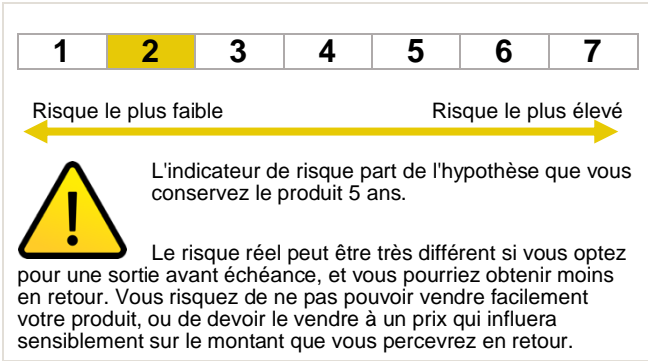 1 2 3 4 5 6 7
Risque le plus faible Risque le plus élevé
L'indicateur de risque part de l'hypothèse que vous
conservez le produit 5 ans.
Le risque réel peut être très différent si vous optez
pour une sortie avant échéance, et vous pourriez obtenir moins
en retour. Vous risquez de ne pas pouvoir vendre facilement
votre produit, ou de devoir le vendre à un prix qui influera
sensiblement sur le montant que vous percevrez en retour.